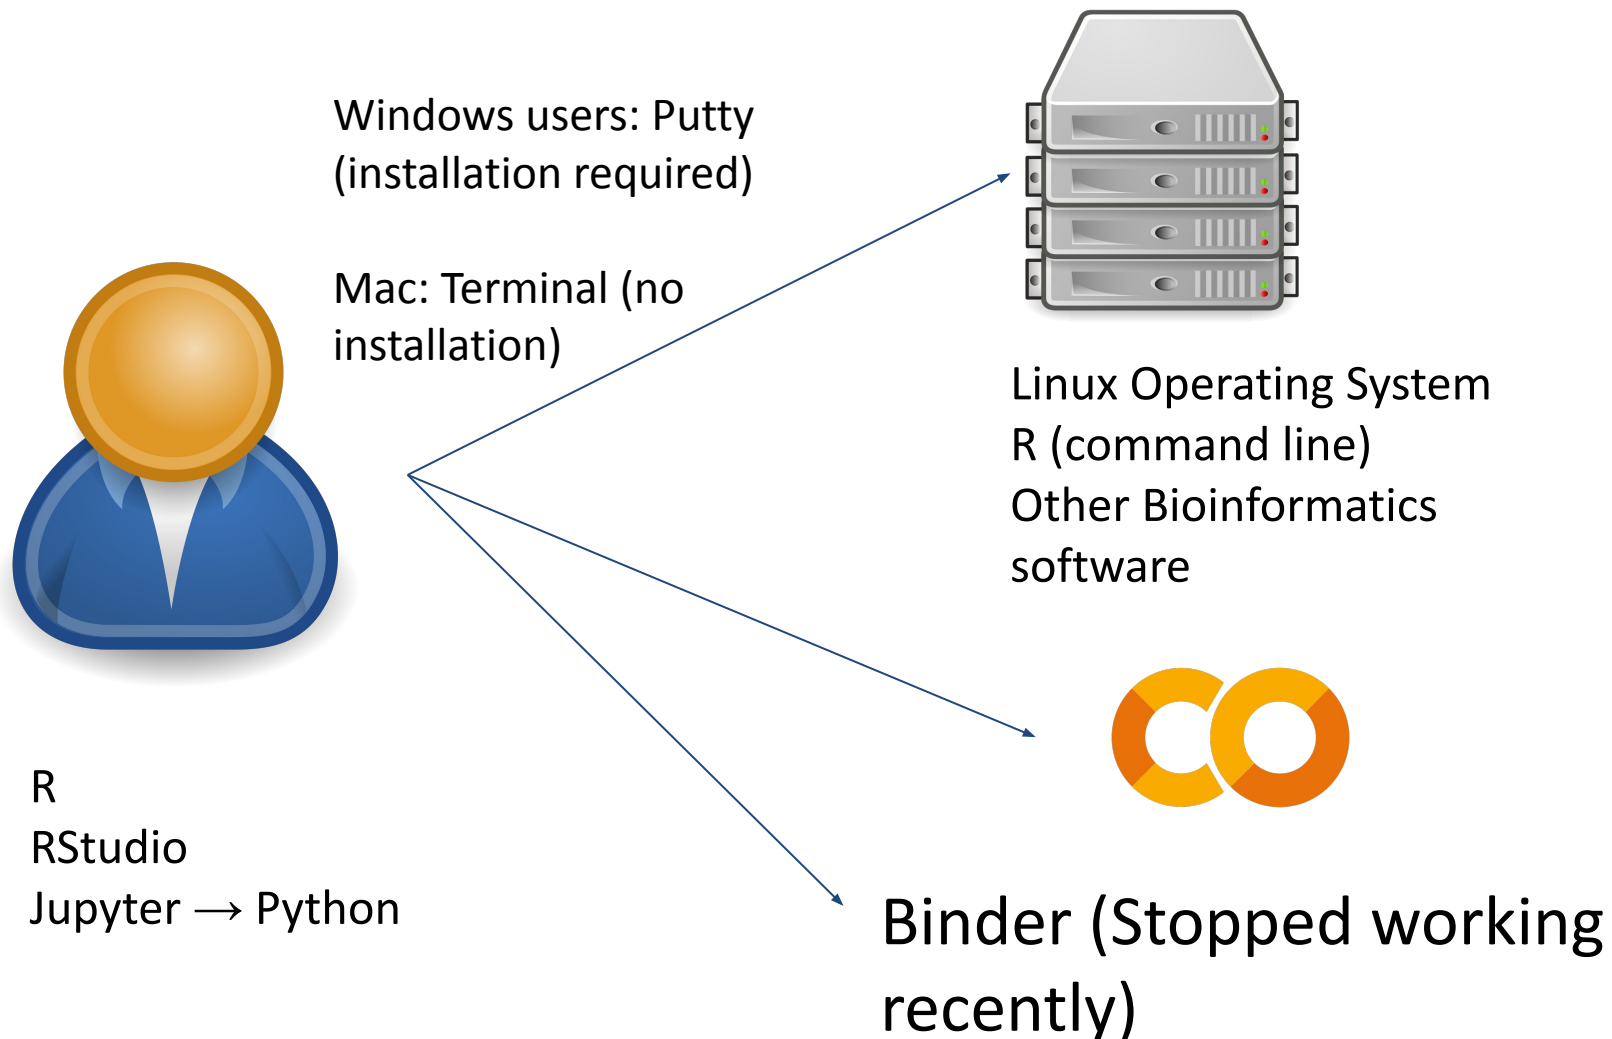 Windows users: Putty
(installation required)
Mac: Terminal (no
installation)
Linux Operating System
R (command line)
Other Bioinformatics
software
R
RStudio
Jupyter → Python
CO
Binder (Stopped working
recently)